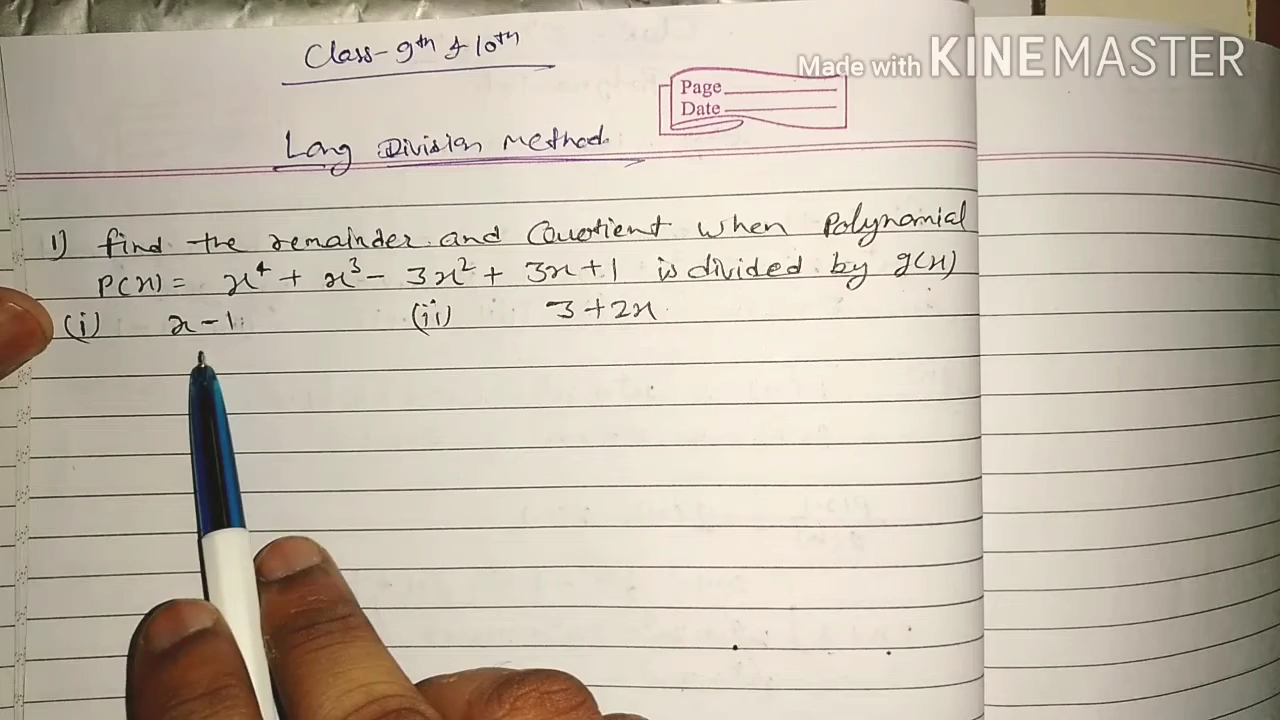 Class-9th & 10th
Made with KINEMASTER
Page
Date
Long Division Method.
1) find the remainder and Qouotient when Polynomial
P(x) = x⁴ + x³ - 3x² + 3x + 1 is divided by g(x)
(i) x-1 (ii) 3+2x